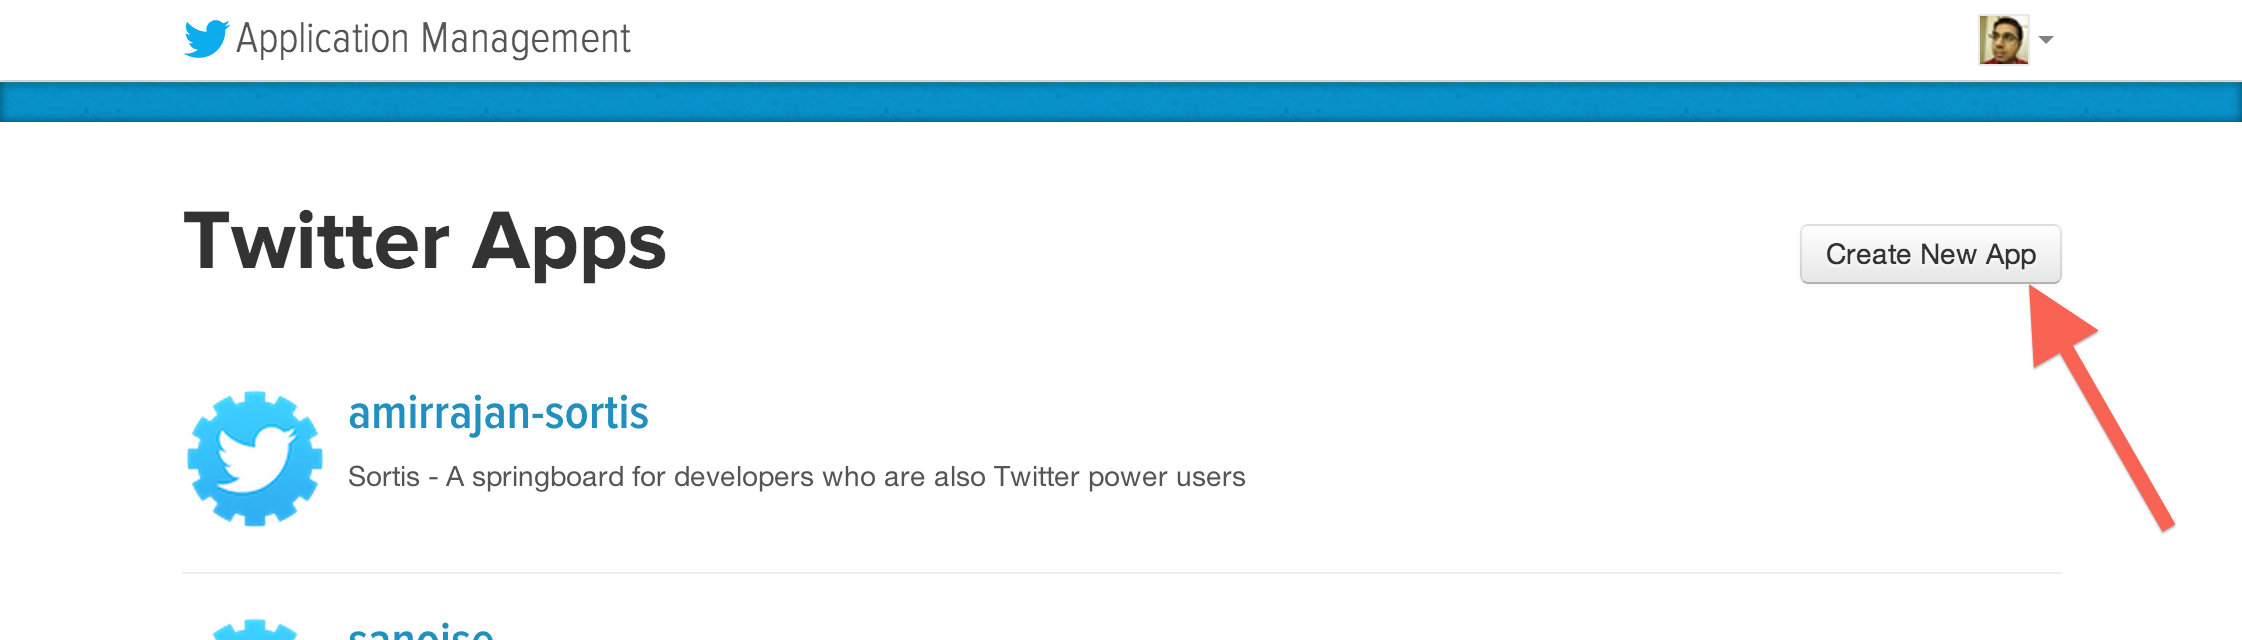 Application Management
Twitter Apps
Create New App
amirrajan-sortis
Sortis - A springboard for developers who are also Twitter power users